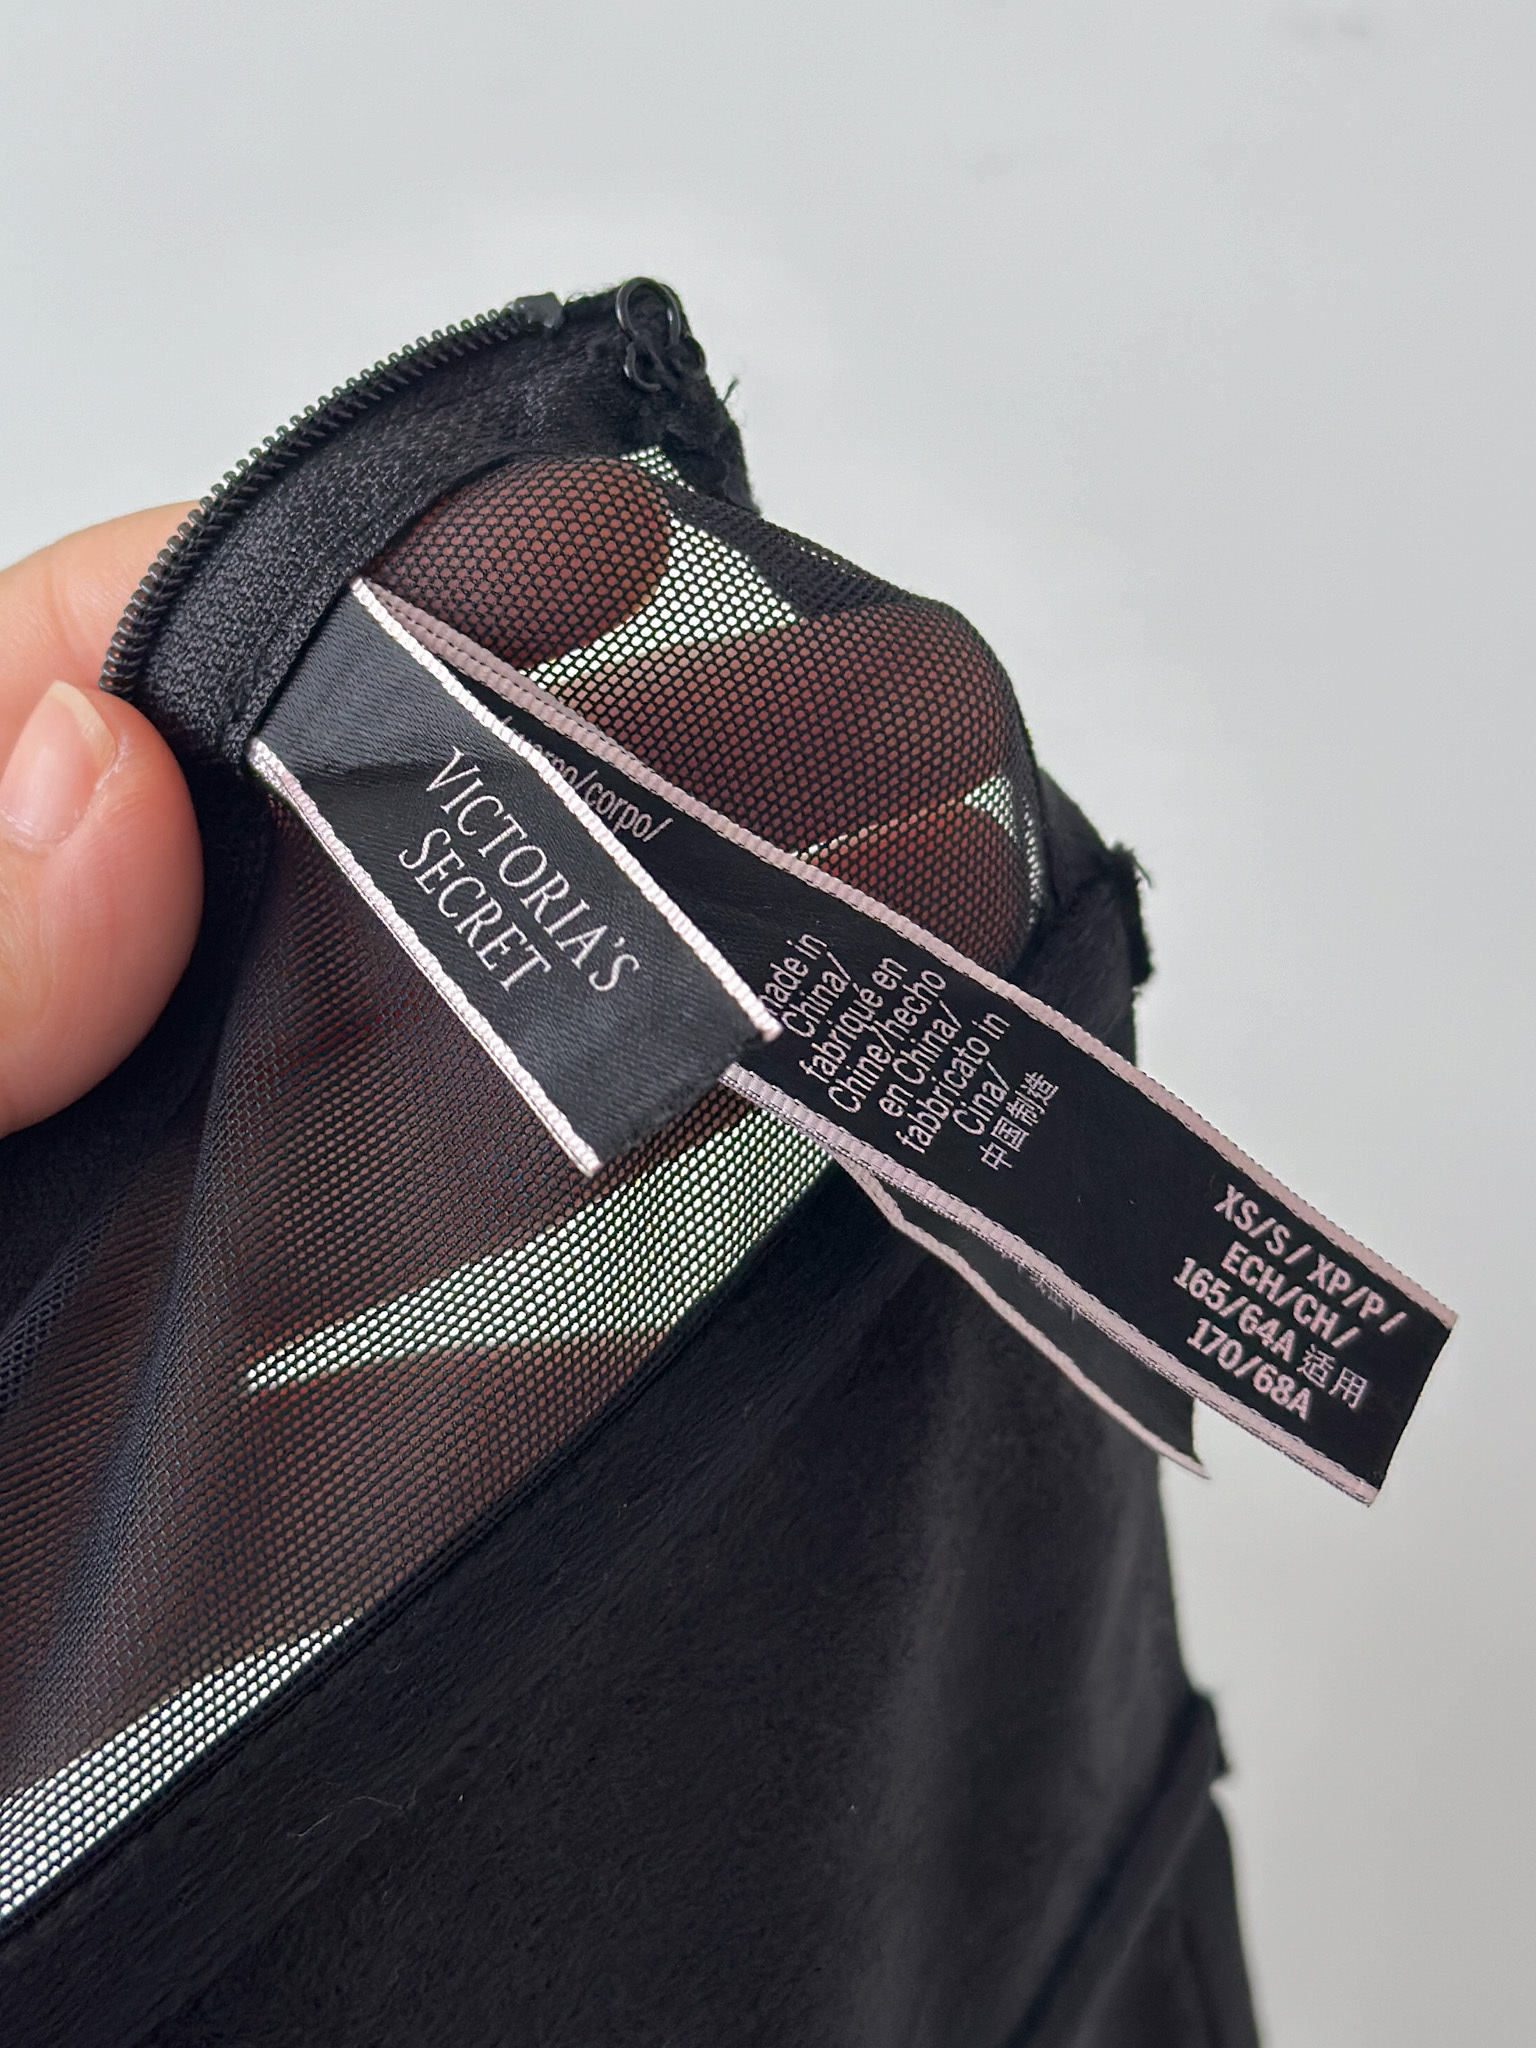 VICTORIA'S
SECRET
corpo/
made in
China/
fabriqué en
Chine/hecho
en China/
fabbricato in
Cina/
中国制造
XS/S / XP/P /
ECH/CH/
165/64A 适用
170/68A